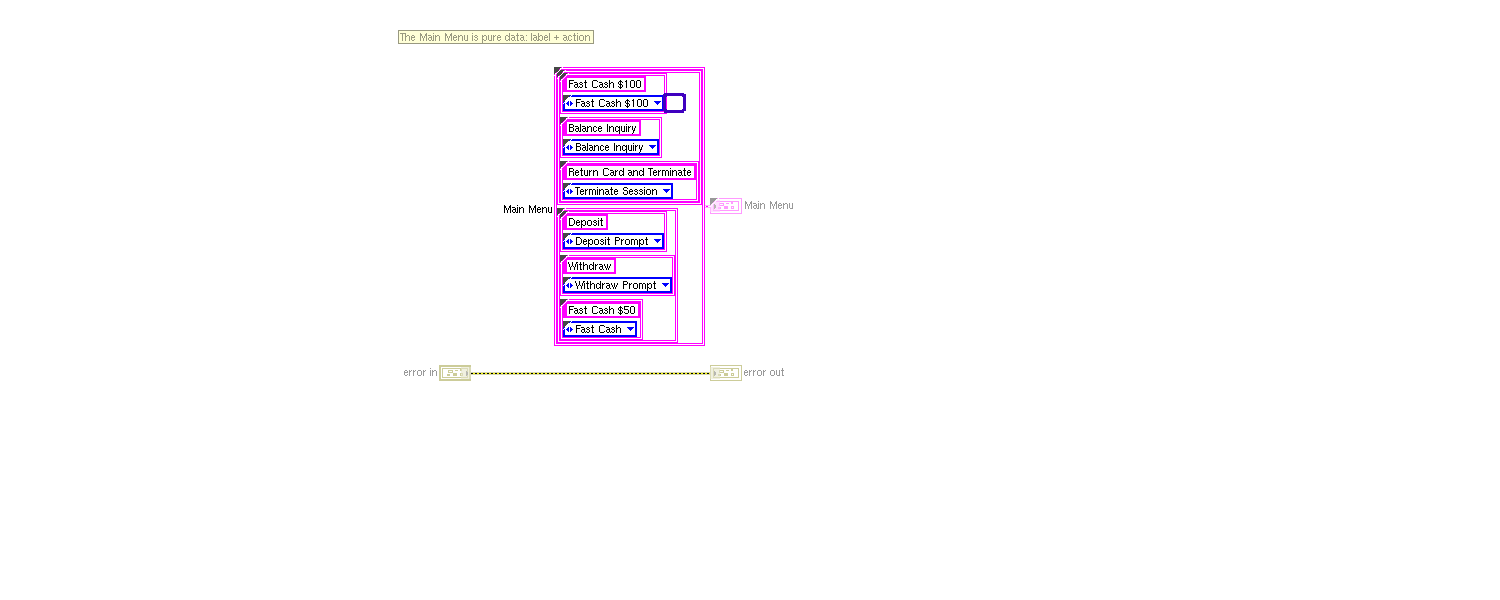 The Main Menu is pure data: label + action
Fast Cash $100
Fast Cash $100
Balance Inquiry
Balance Inquiry
Return Card and Terminate
Terminate Session
Main Menu
Main Menu
Deposit
Deposit Prompt
Withdraw
Withdraw Prompt
Fast Cash $50
Fast Cash
error in
error out